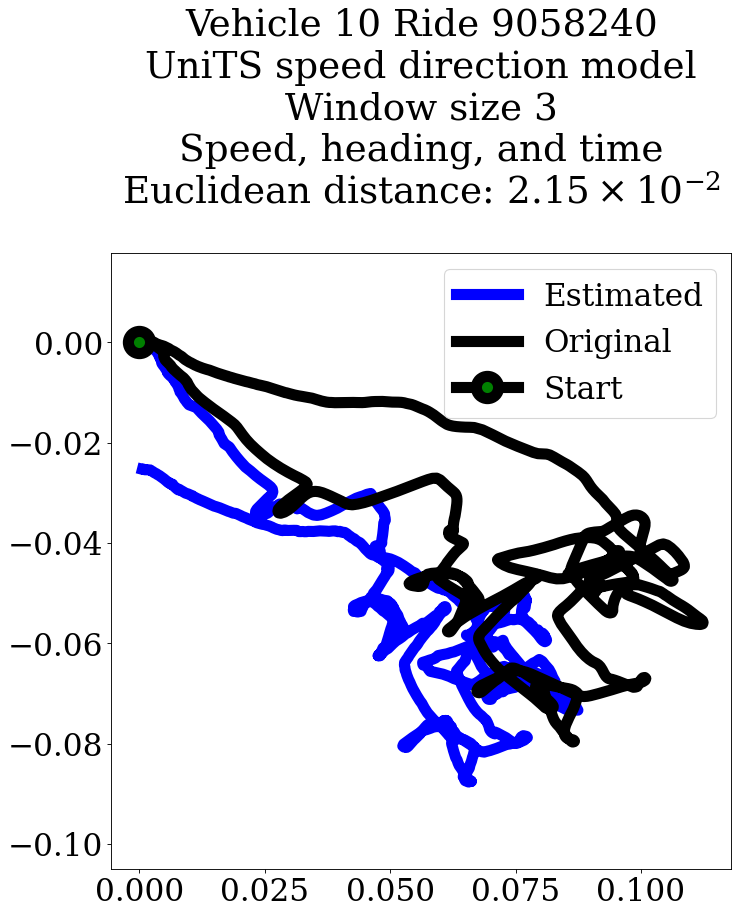 Vehicle 10 Ride 9058240
UniTS speed direction model
Window size 3
Speed, heading, and time
Euclidean distance: 2.15 × 10⁻²
Estimated
Original
Start
0.00
−0.02
−0.04
−0.06
−0.08
−0.10
0.000 0.025 0.050 0.075 0.100